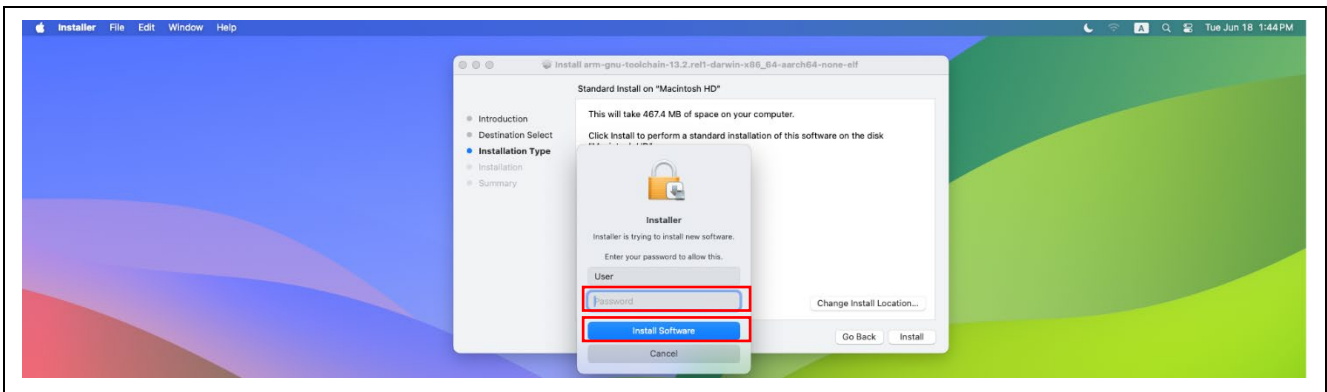 Installer File Edit Window Help
A Tue Jun 18 1:44 PM
Install arm-gnu-toolchain-13.2.rel1-darwin-x86_64-aarch64-none-elf
Standard Install on "Macintosh HD"
Introduction
Destination Select
Installation Type
Installation
Summary
This will take 467.4 MB of space on your computer.
Click Install to perform a standard installation of this software on the disk
Installer
Installer is trying to install new software.
Enter your password to allow this.
User
Password
Install Software
Cancel
Change Install Location...
Go Back Install